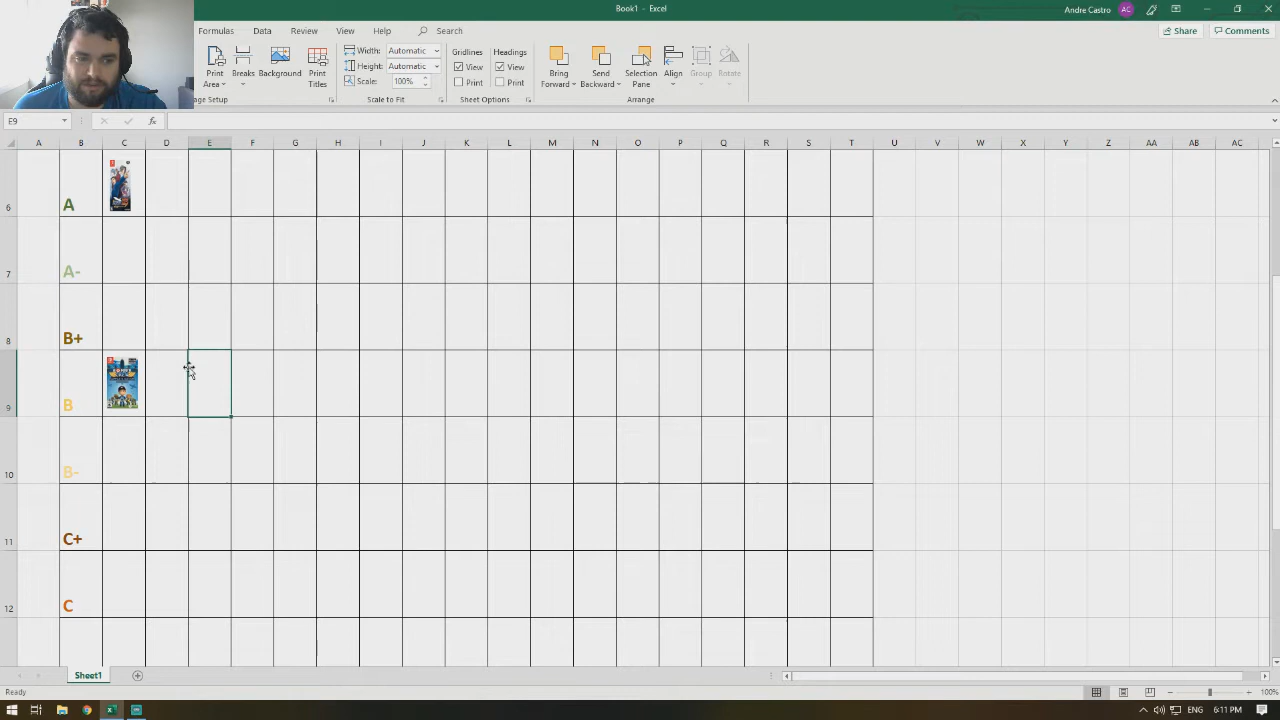 Book1 - Excel
Andre Castro
AC
Formulas Data Review View Help Search
Share
Comments
Print Area
Breaks
Background
Print Titles
Width: Automatic
Height: Automatic
Scale: 100%
Gridlines
View
Print
Headings
View
Print
Bring Forward
Send Backward
Selection Pane
Align
Group
Rotate
getup
Scale to Fit
Sheet Options
Arrange
E9
fx
A B C D E F G H I J K L M N O P Q R S T U V W X Y Z AA AB AC
6 A
7 A-
8 B+
9 B
10 B-
11 C+
12 C
Sheet1
Ready
100%
ENG
6:11 PM